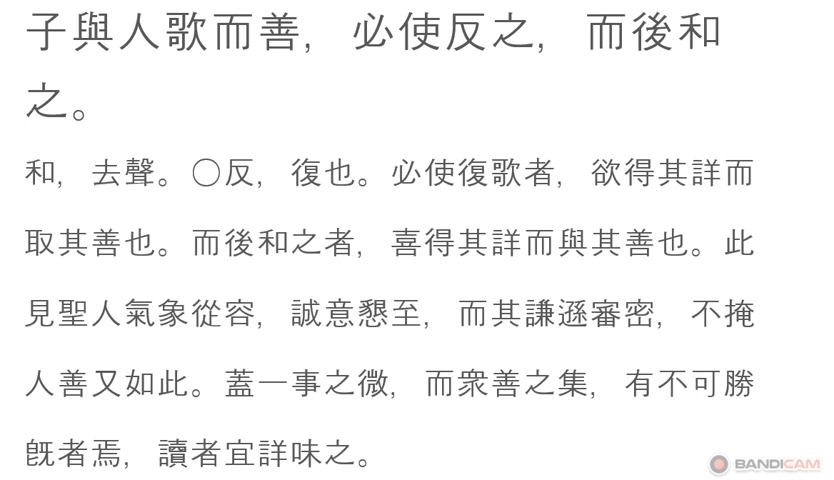 子與人歌而善，必使反之，而後和
之。
和，去聲。〇反，復也。必使復歌者，欲得其詳而
取其善也。而後和之者，喜得其詳而與其善也。此
見聖人氣象從容，誠意懇至，而其謙遜審密，不掩
人善又如此。蓋一事之微，而衆善之集，有不可勝
旣者焉，讀者宜詳味之。
BANDICAM